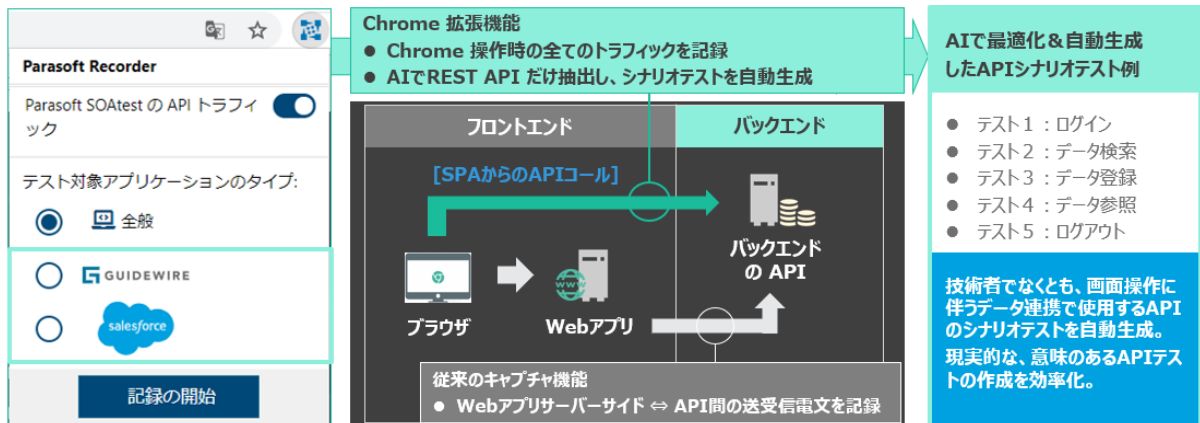 Parasoft Recorder
Parasoft SOAtest の API トラフィ
ック
テスト対象アプリケーションのタイプ:
全般
GUIDEWIRE
salesforce
記録の開始
Chrome 拡張機能
● Chrome 操作時の全てのトラフィックを記録
● AIでREST API だけ抽出し、シナリオテストを自動生成
フロントエンド
バックエンド
[SPAからのAPIコール]
バックエンド
の API
www
ブラウザ
Webアプリ
従来のキャプチャ機能
● Webアプリサーバーサイド ⇔ API間の送受信電文を記録
AIで最適化＆自動生成
したAPIシナリオテスト例
● テスト1：ログイン
● テスト2：データ検索
● テスト3：データ登録
● テスト4：データ参照
● テスト5：ログアウト
技術者でなくとも、画面操作に
伴うデータ連携で使用するAPI
のシナリオテストを自動生成。
現実的な、意味のあるAPIテス
トの作成を効率化。